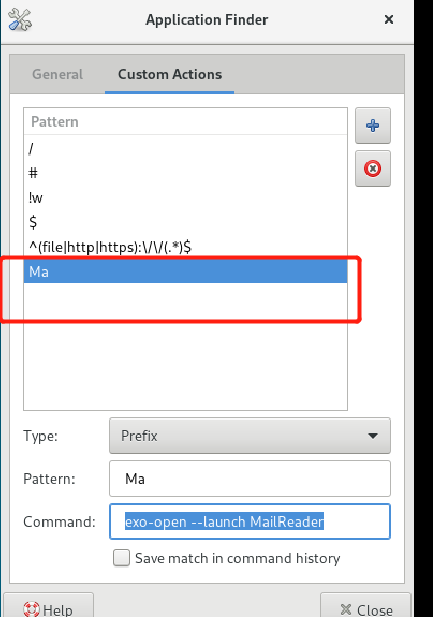 Application Finder
General Custom Actions
Pattern
/
#
!w
$
^(file|http|https):\/\/(.*)$
Ma
Type: Prefix
Pattern: Ma
Command: exo-open --launch MailReader
Save match in command history
Help Close